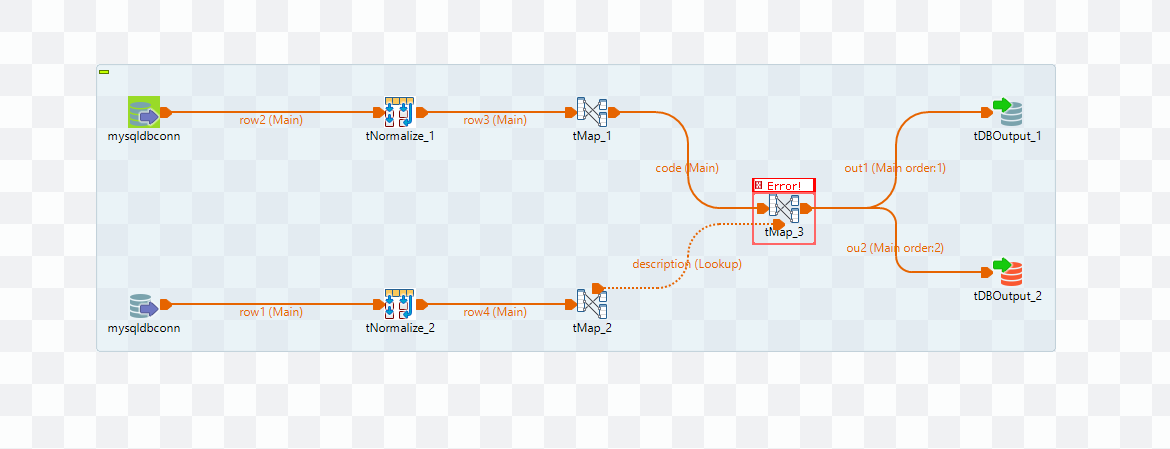 row2 (Main)
row3 (Main)
mysqldbconn
tNormalize_1
tMap_1
tDBOutput_1
code (Main)
out1 (Main order:1)
Error!
tMap_3
ou2 (Main order:2)
description (Lookup)
tDBOutput_2
row1 (Main)
row4 (Main)
mysqldbconn
tNormalize_2
tMap_2